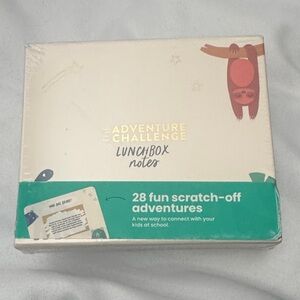 THE
ADVENTURE
CHALLENGE
LUNCHBOX
notes
28 fun scratch-off
adventures
A new way to connect with your
kids at school.